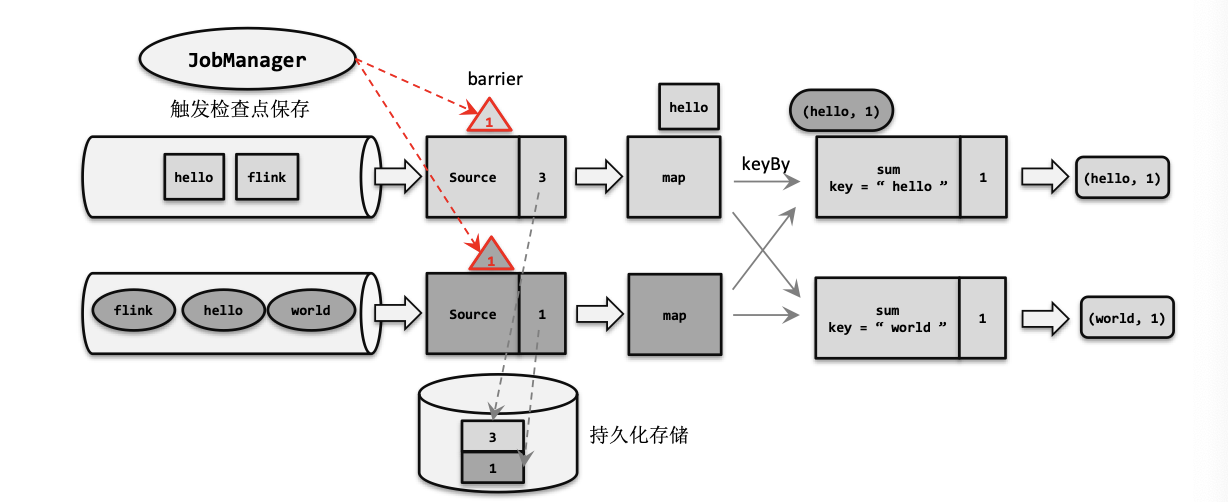 JobManager
触发检查点保存
barrier
1
hello
(hello, 1)
hello
flink
Source
3
map
keyBy
sum
key = “ hello ”
1
(hello, 1)
1
flink
hello
world
Source
1
map
sum
key = “ world ”
1
(world, 1)
3
1
持久化存储